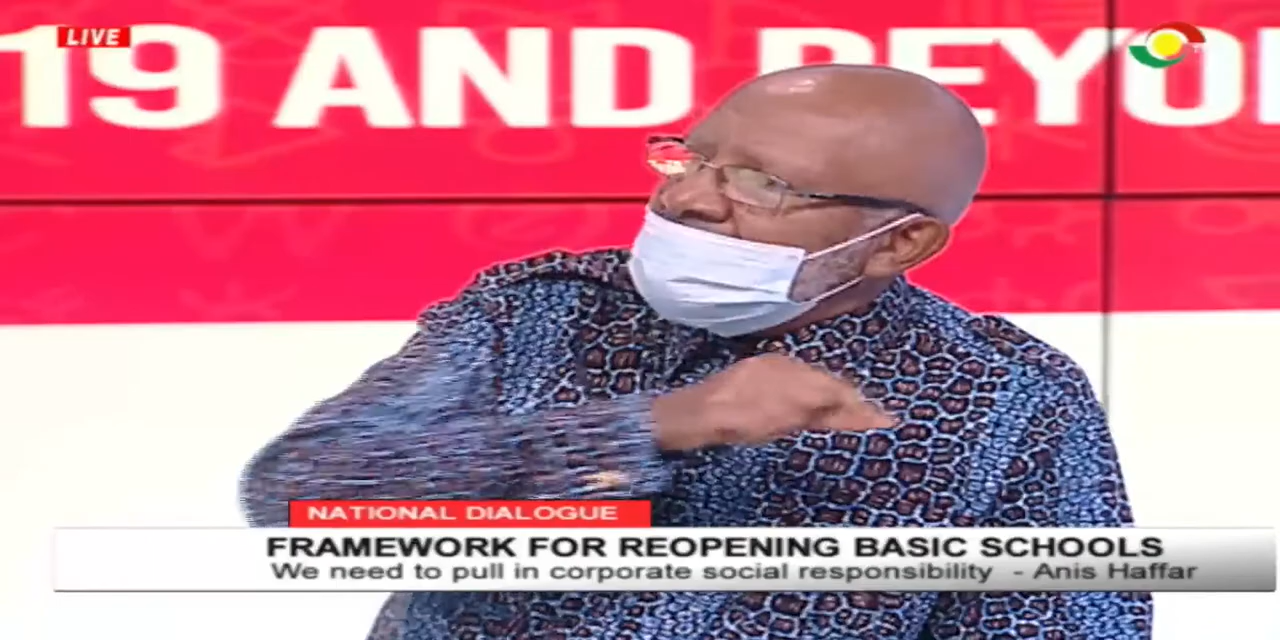 LIVE
19 AND BEYO
NATIONAL DIALOGUE
FRAMEWORK FOR REOPENING BASIC SCHOOLS
We need to pull in corporate social responsibility - Anis Haffar